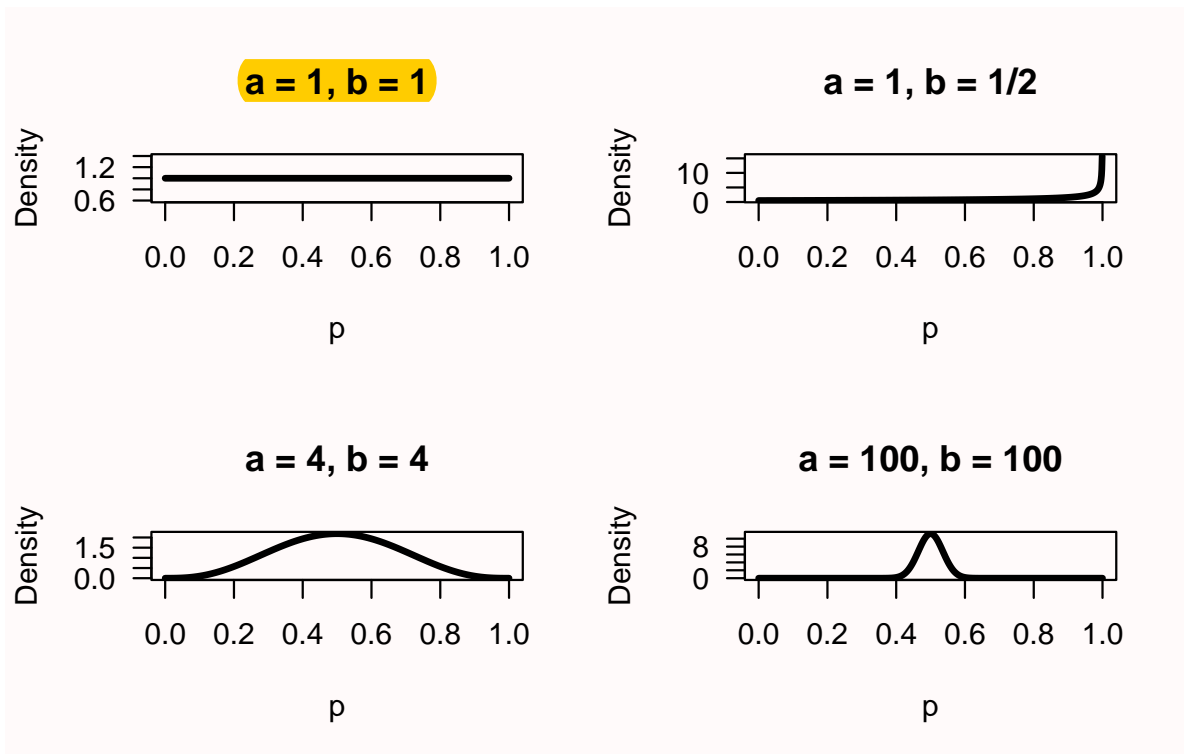 a = 1, b = 1
Density
1.2
0.6
0.0 0.2 0.4 0.6 0.8 1.0
p
a = 1, b = 1/2
Density
10
0
0.0 0.2 0.4 0.6 0.8 1.0
p
a = 4, b = 4
Density
1.5
0.0
0.0 0.2 0.4 0.6 0.8 1.0
p
a = 100, b = 100
Density
8
0
0.0 0.2 0.4 0.6 0.8 1.0
p